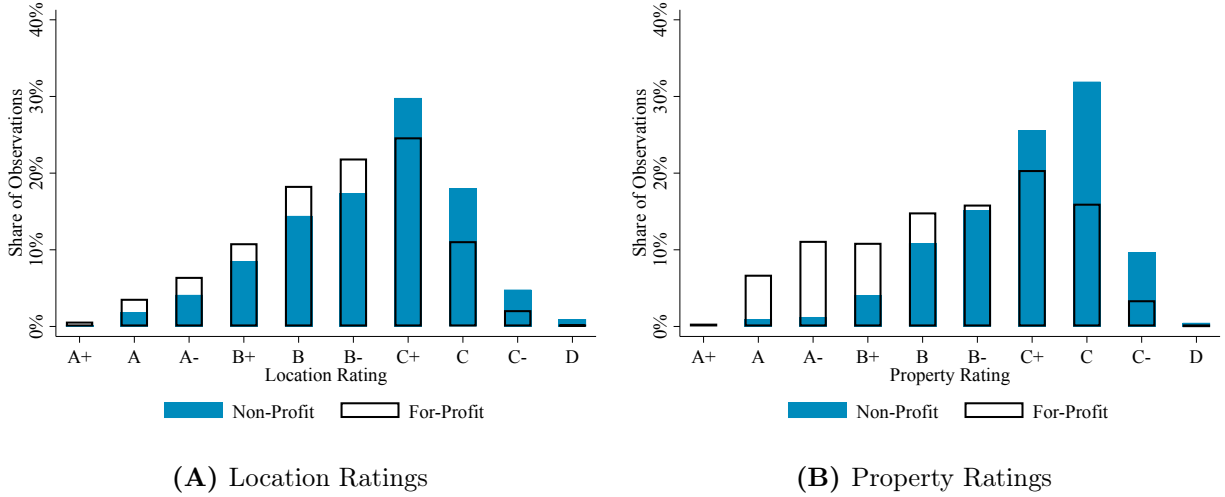 40%
30%
20%
10%
0%
Share of Observations
A+ A A- B+ B B- C+ C C- D
Location Rating
Non-Profit For-Profit
(A) Location Ratings
40%
30%
20%
10%
0%
Share of Observations
A+ A A- B+ B B- C+ C C- D
Property Rating
Non-Profit For-Profit
(B) Property Ratings